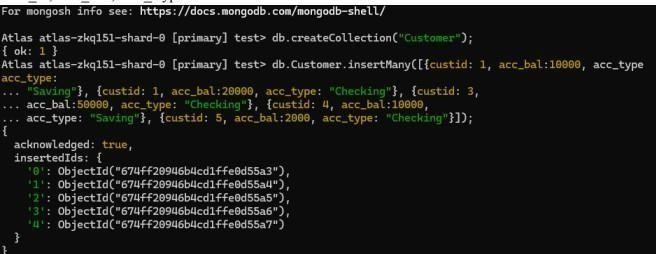 For mongosh info see: https://docs.mongodb.com/mongodb-shell/
Atlas atlas-zkq151-shard-0 [primary] test> db.createCollection("Customer");
{ ok: 1 }
Atlas atlas-zkq151-shard-0 [primary] test> db.Customer.insertMany([{custid: 1, acc_bal:10000, acc_type
acc_type:
... "Saving"}, {custid: 1, acc_bal:20000, acc_type: "Checking"}, {custid: 3,
... acc_bal:50000, acc_type: "Checking"}, {custid: 4, acc_bal:10000,
... acc_type: "Saving"}, {custid: 5, acc_bal:2000, acc_type: "Checking"}]);
{
  acknowledged: true,
  insertedIds: {
    '0': ObjectId("674ff20946b4cd1ffe0d55a3"),
    '1': ObjectId("674ff20946b4cd1ffe0d55a4"),
    '2': ObjectId("674ff20946b4cd1ffe0d55a5"),
    '3': ObjectId("674ff20946b4cd1ffe0d55a6"),
    '4': ObjectId("674ff20946b4cd1ffe0d55a7")
  }
}